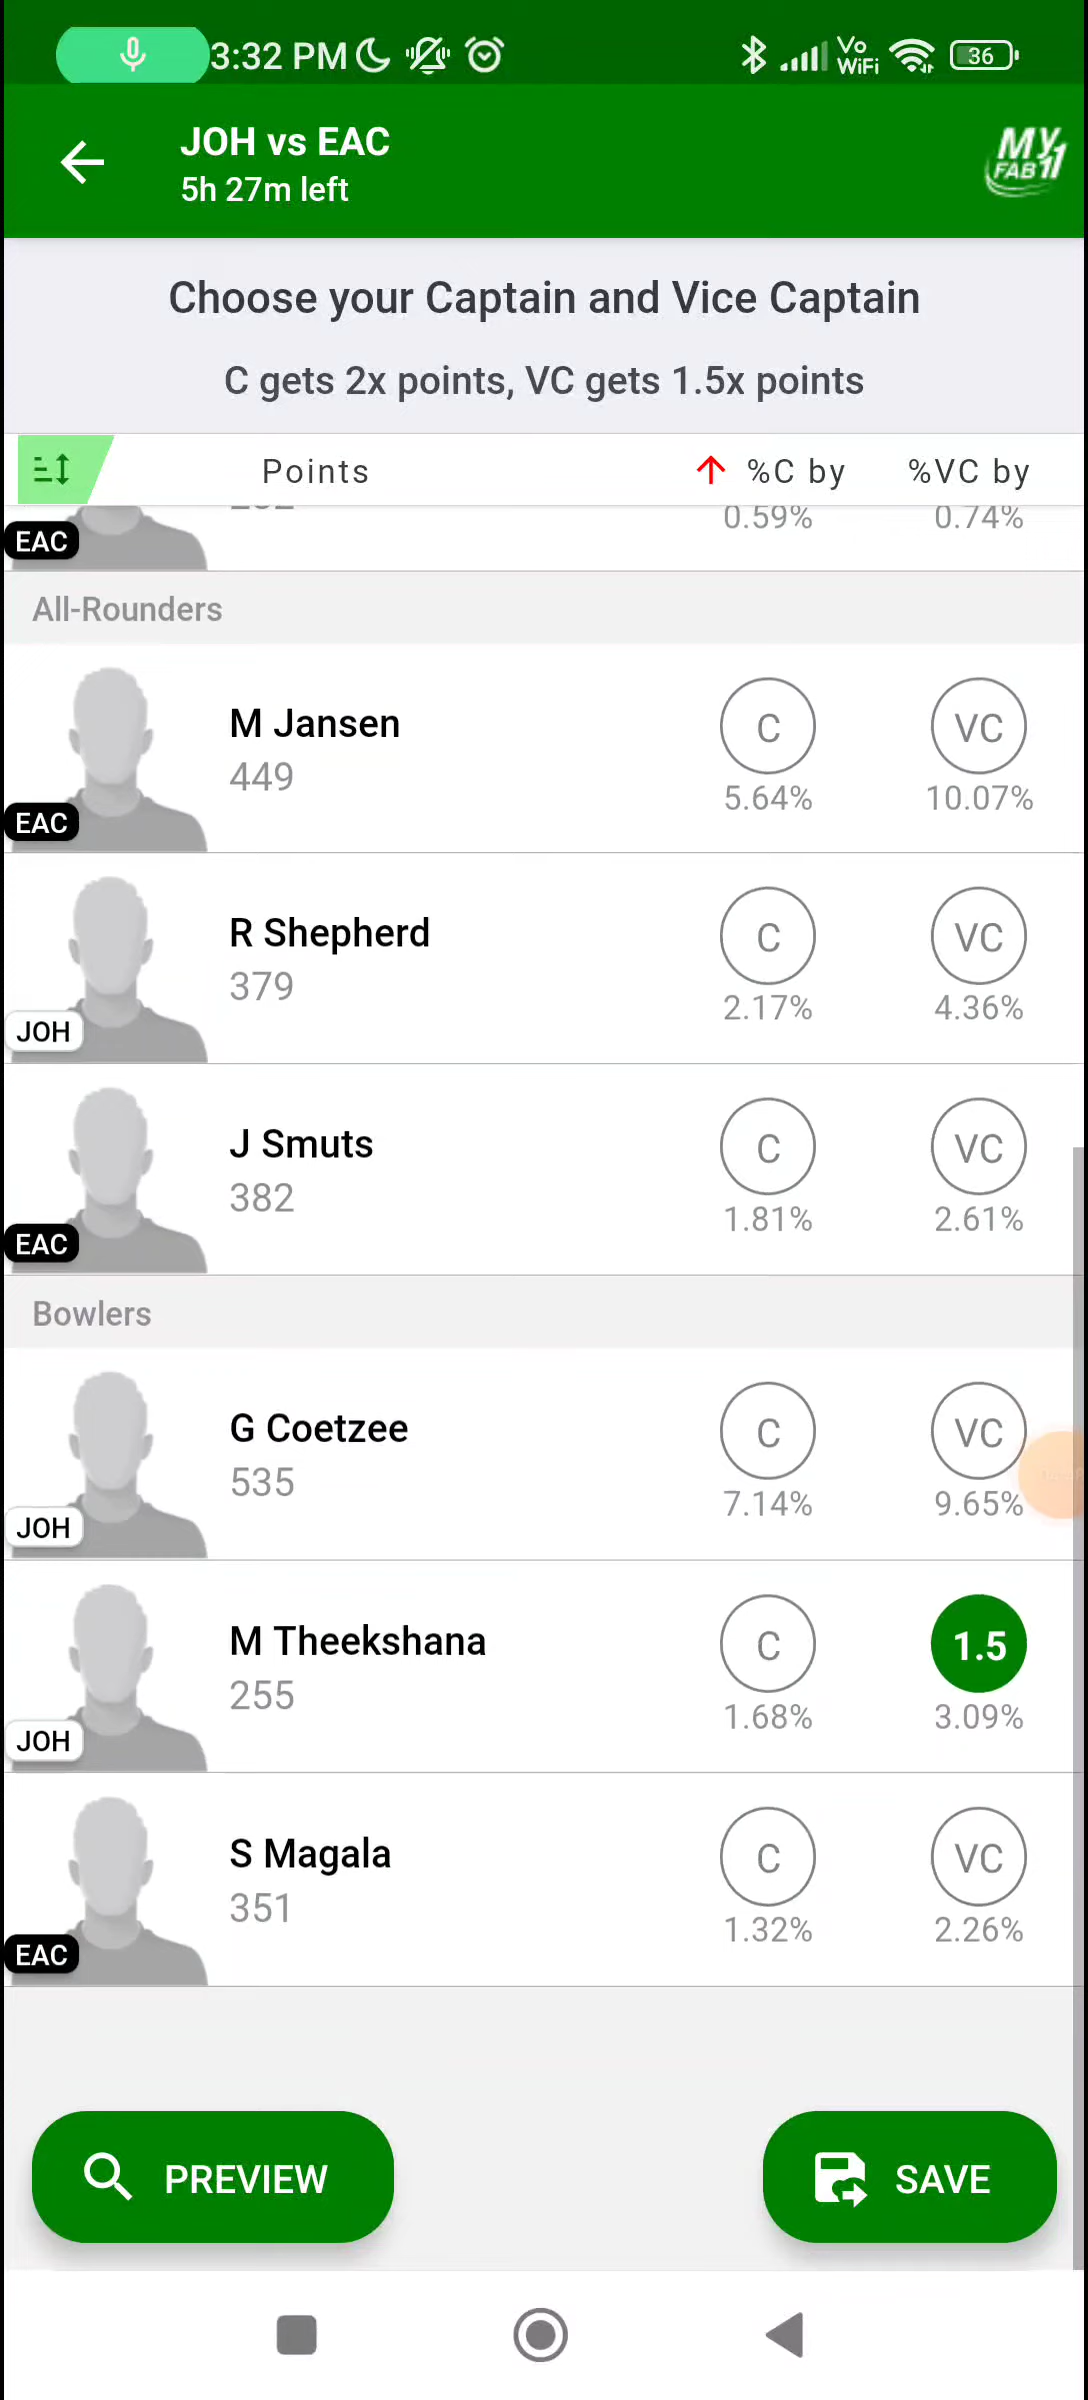 3:32 PM
Vo
WiFi
36
JOH vs EAC
5h 27m left
MY
FAB11
Choose your Captain and Vice Captain
C gets 2x points, VC gets 1.5x points
Points
%C by
%VC by
0.59%
0.74%
EAC
All-Rounders
M Jansen
449
C
5.64%
VC
10.07%
EAC
R Shepherd
379
C
2.17%
VC
4.36%
JOH
J Smuts
382
C
1.81%
VC
2.61%
EAC
Bowlers
G Coetzee
535
C
7.14%
VC
9.65%
JOH
M Theekshana
255
C
1.68%
1.5
3.09%
JOH
S Magala
351
C
1.32%
VC
2.26%
EAC
PREVIEW
SAVE